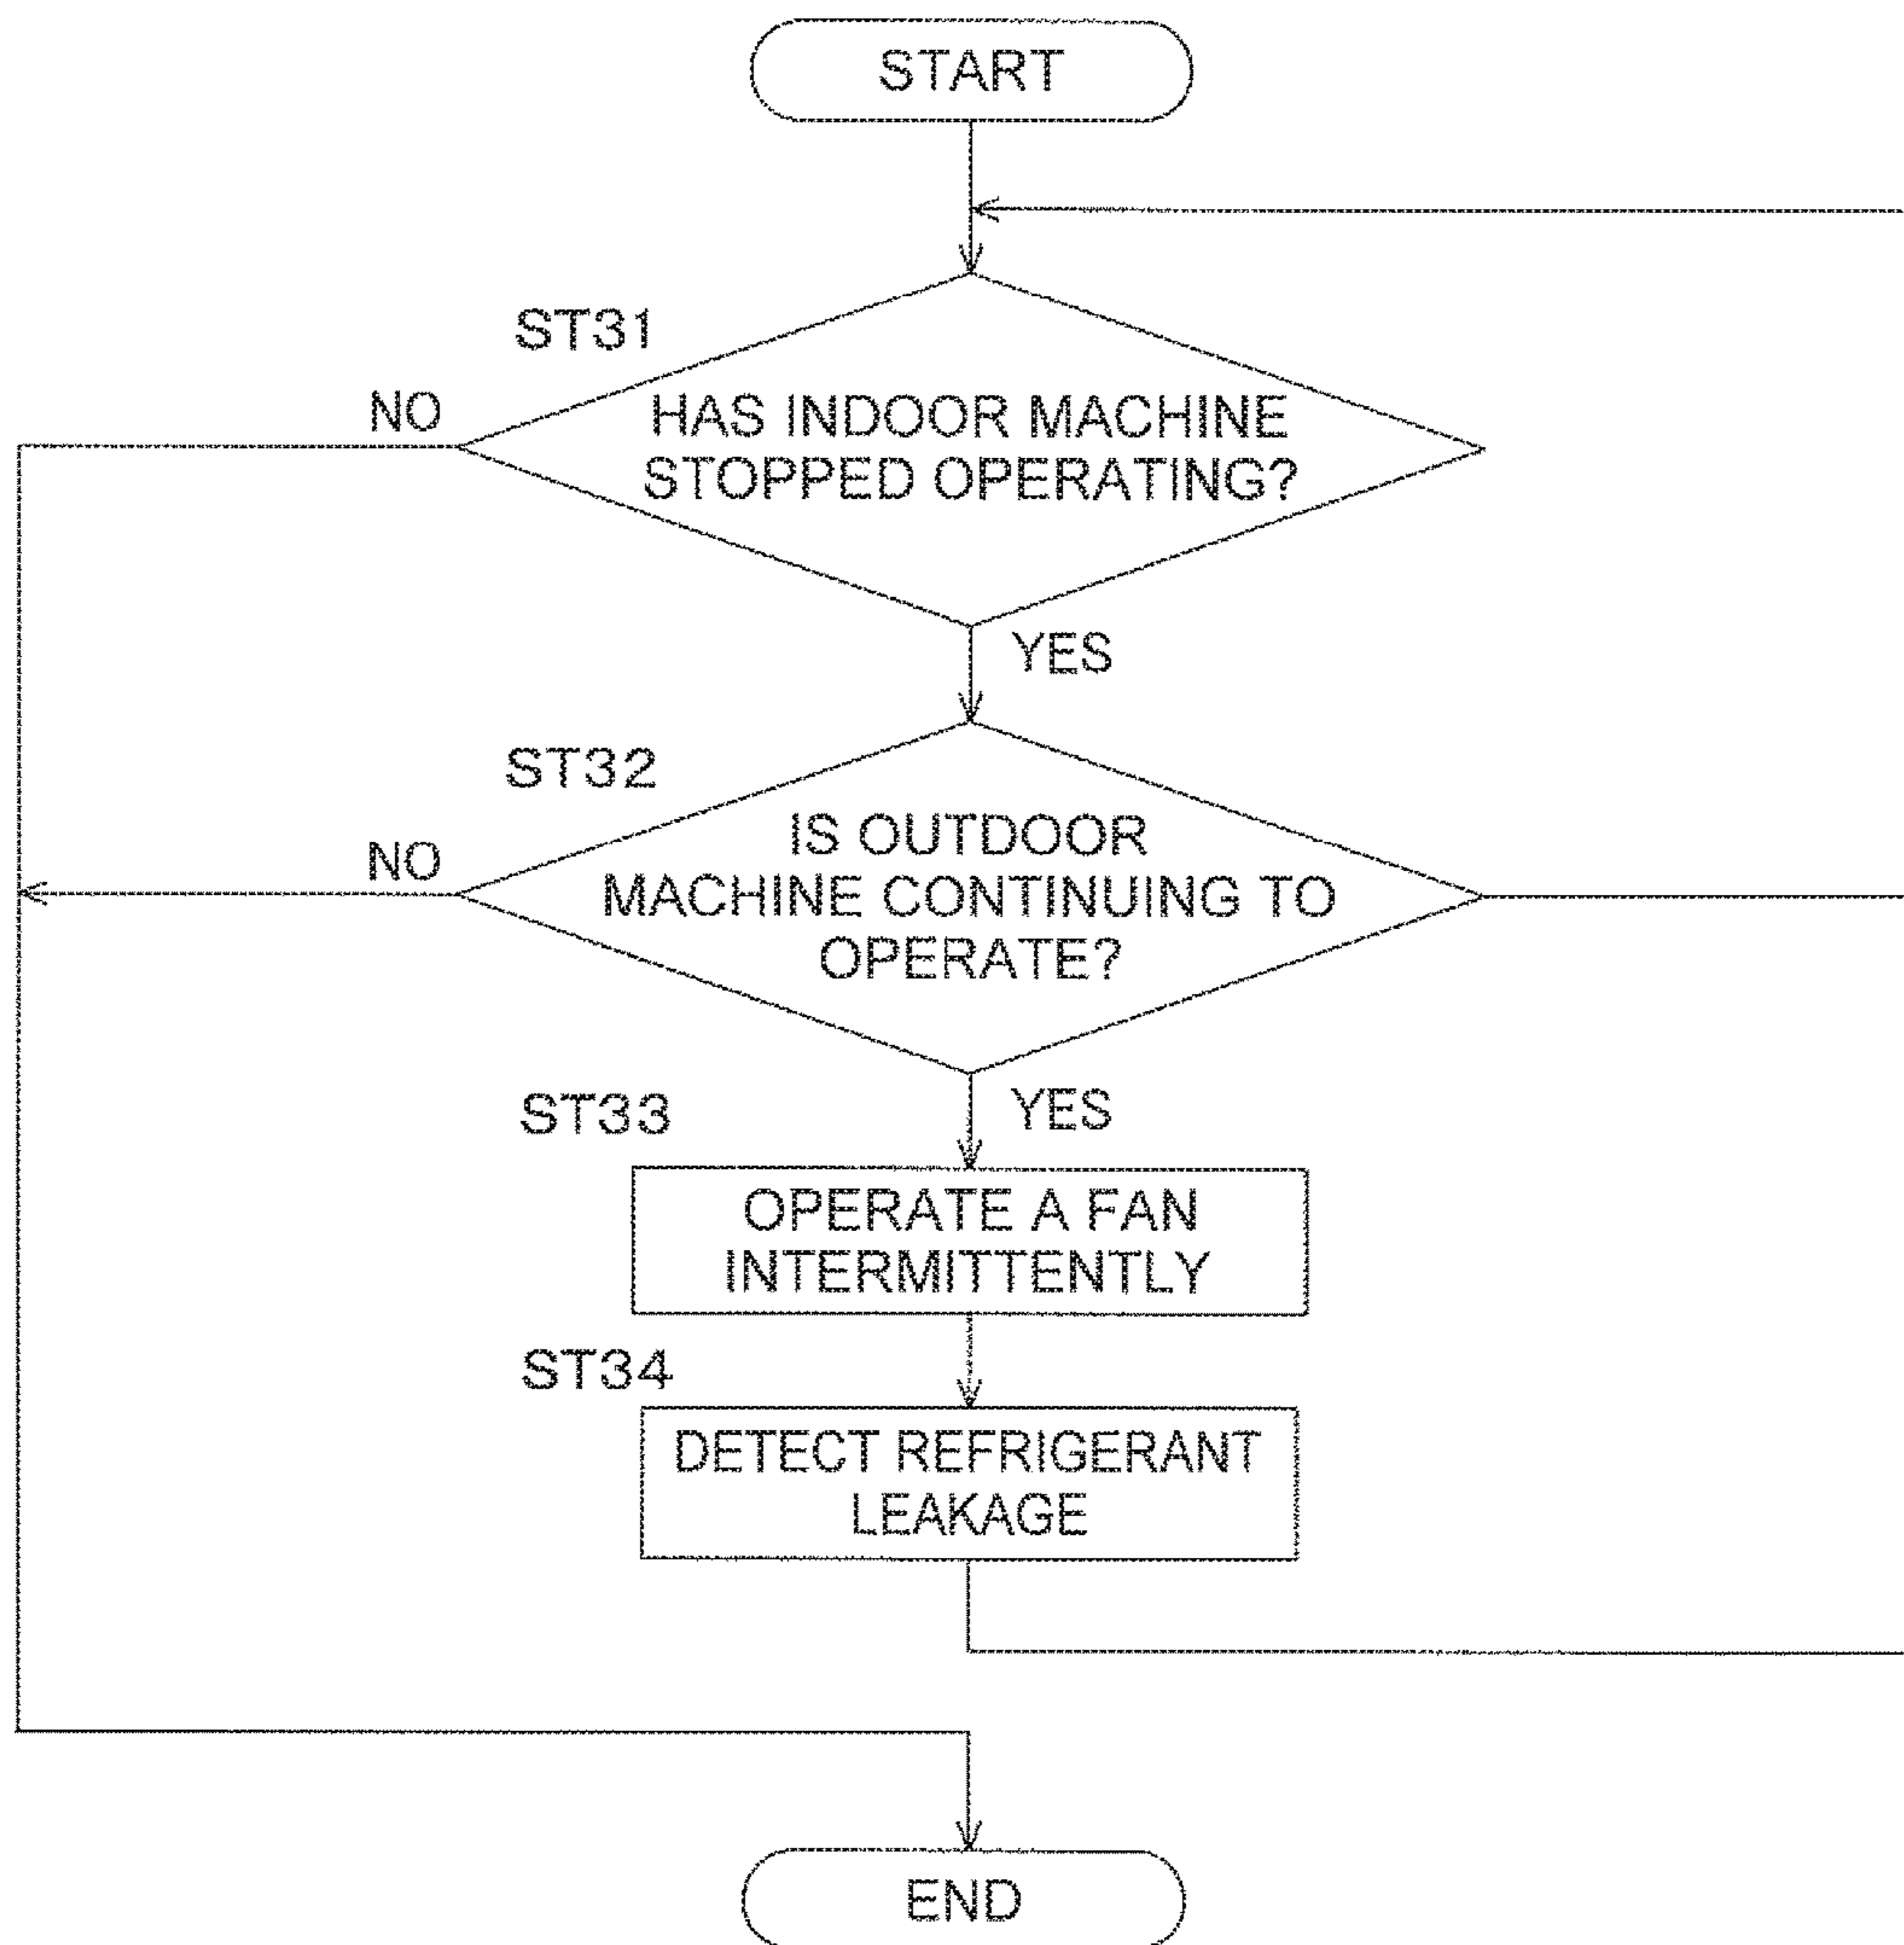 START
ST31
NO
HAS INDOOR MACHINE
STOPPED OPERATING?
YES
ST32
NO
IS OUTDOOR
MACHINE CONTINUING TO
OPERATE?
YES
ST33
OPERATE A FAN
INTERMITTENTLY
ST34
DETECT REFRIGERANT
LEAKAGE
END